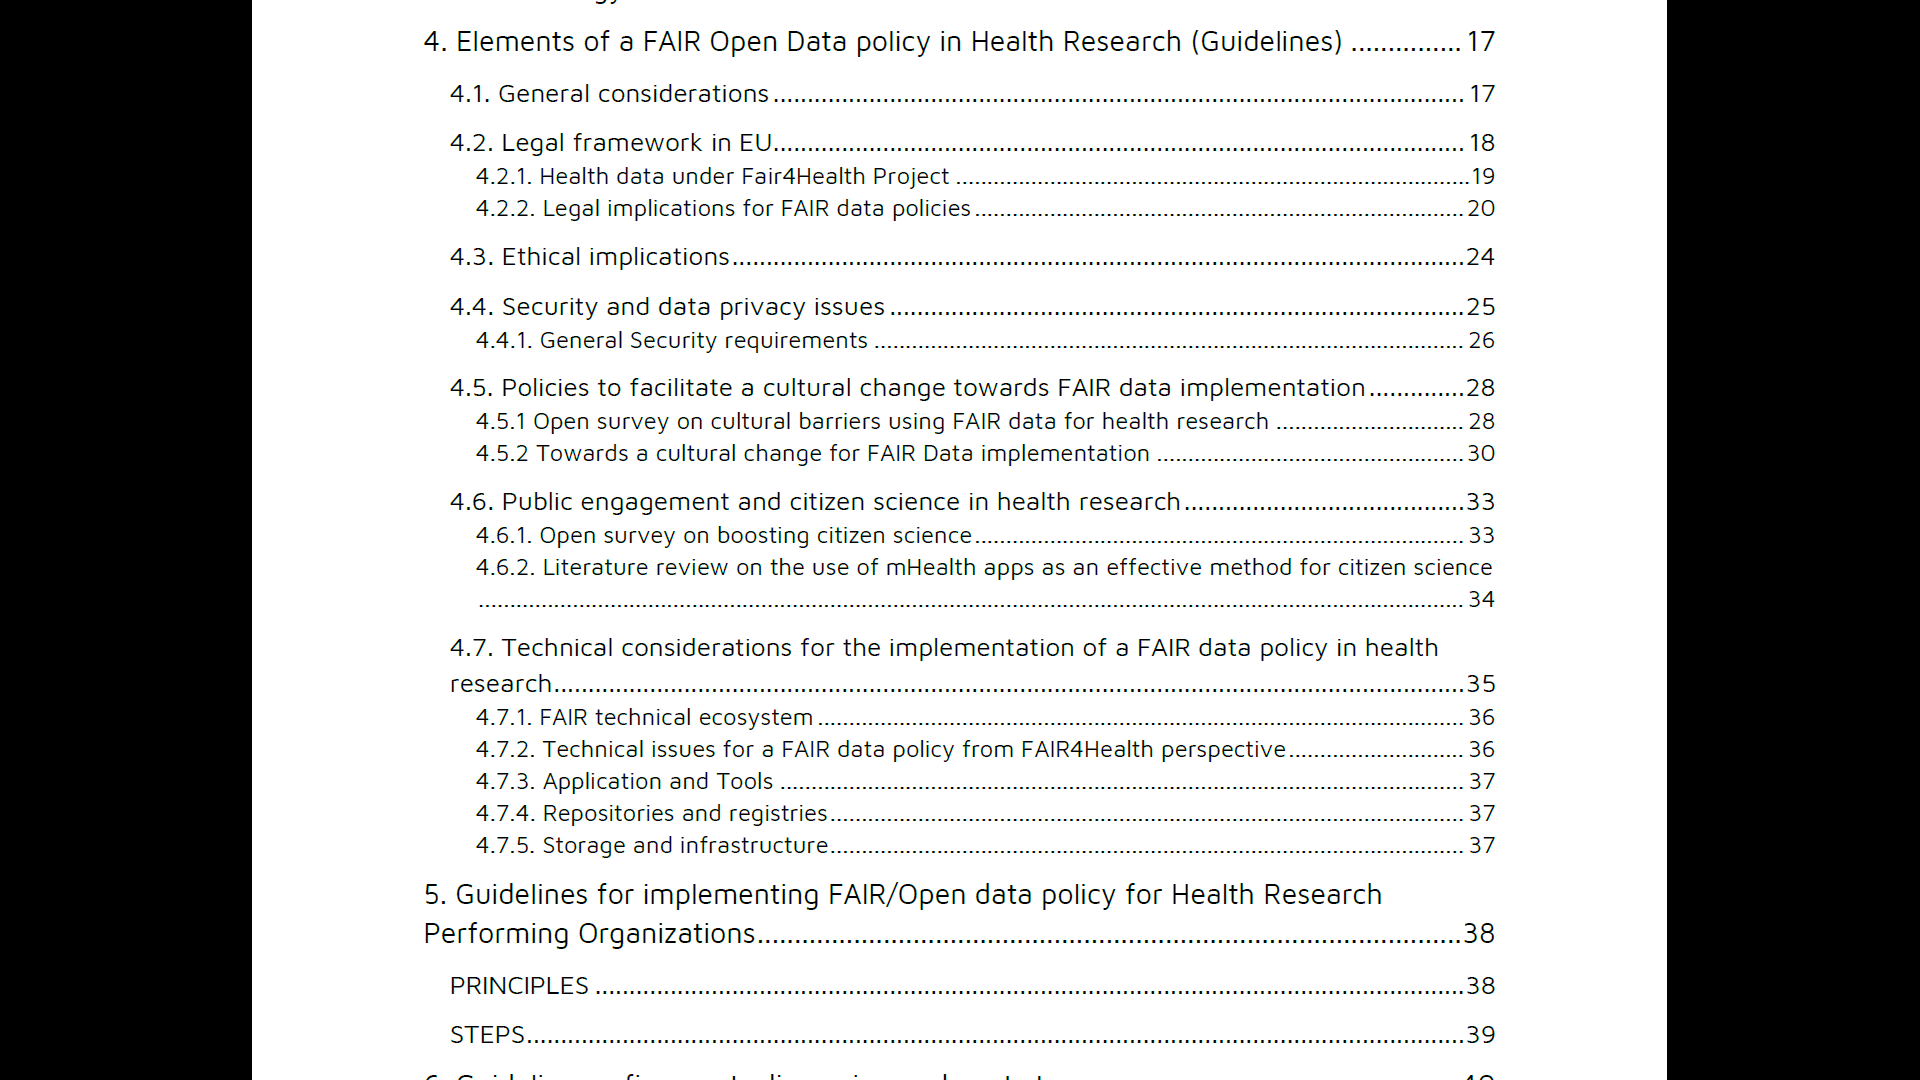 4. Elements of a FAIR Open Data policy in Health Research (Guidelines) ............... 17
4.1. General considerations ..................................................................................................... 17
4.2. Legal framework in EU..................................................................................................... 18
4.2.1. Health data under Fair4Health Project ...................................................................................19
4.2.2. Legal implications for FAIR data policies ...............................................................................20
4.3. Ethical implications...........................................................................................................24
4.4. Security and data privacy issues ....................................................................................25
4.4.1. General Security requirements ............................................................................................... 26
4.5. Policies to facilitate a cultural change towards FAIR data implementation..............28
4.5.1 Open survey on cultural barriers using FAIR data for health research .............................. 28
4.5.2 Towards a cultural change for FAIR Data implementation .................................................30
4.6. Public engagement and citizen science in health research.........................................33
4.6.1. Open survey on boosting citizen science............................................................................... 33
4.6.2. Literature review on the use of mHealth apps as an effective method for citizen science
............................................................................................................................................................... 34
4.7. Technical considerations for the implementation of a FAIR data policy in health
research.....................................................................................................................................35
4.7.1. FAIR technical ecosystem ........................................................................................................ 36
4.7.2. Technical issues for a FAIR data policy from FAIR4Health perspective............................ 36
4.7.3. Application and Tools .............................................................................................................. 37
4.7.4. Repositories and registries...................................................................................................... 37
4.7.5. Storage and infrastructure...................................................................................................... 37
5. Guidelines for implementing FAIR/Open data policy for Health Research
Performing Organizations...............................................................................................38
PRINCIPLES ...............................................................................................................................38
STEPS.........................................................................................................................................39